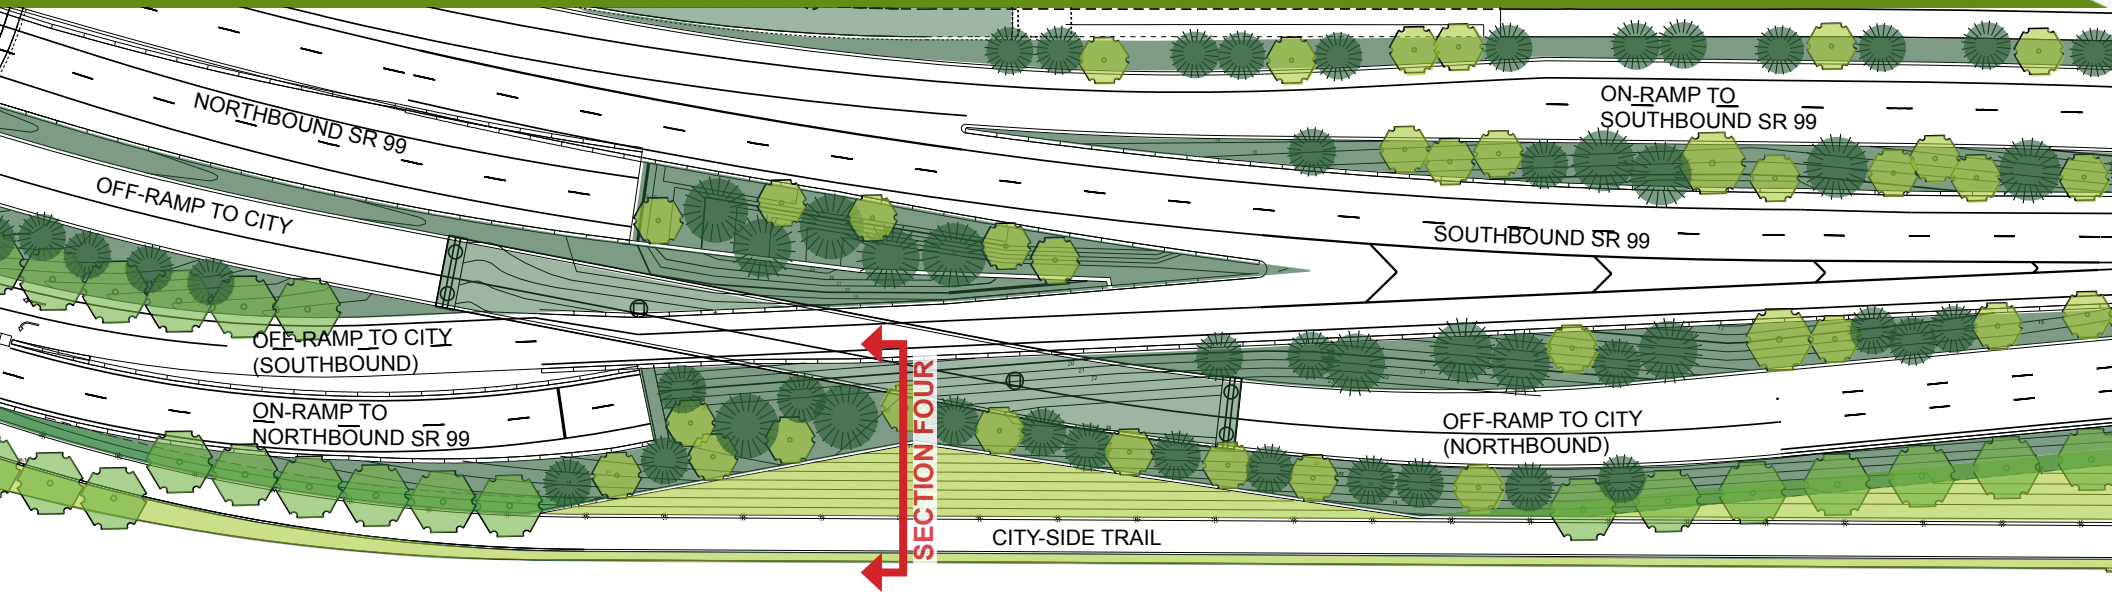 ON-RAMP TO
SOUTHBOUND SR 99
NORTHBOUND SR 99
OFF-RAMP TO CITY
SOUTHBOUND SR 99
OFF-RAMP TO CITY
(SOUTHBOUND)
ON-RAMP TO
NORTHBOUND SR 99
SECTION FOUR
OFF-RAMP TO CITY
(NORTHBOUND)
CITY-SIDE TRAIL